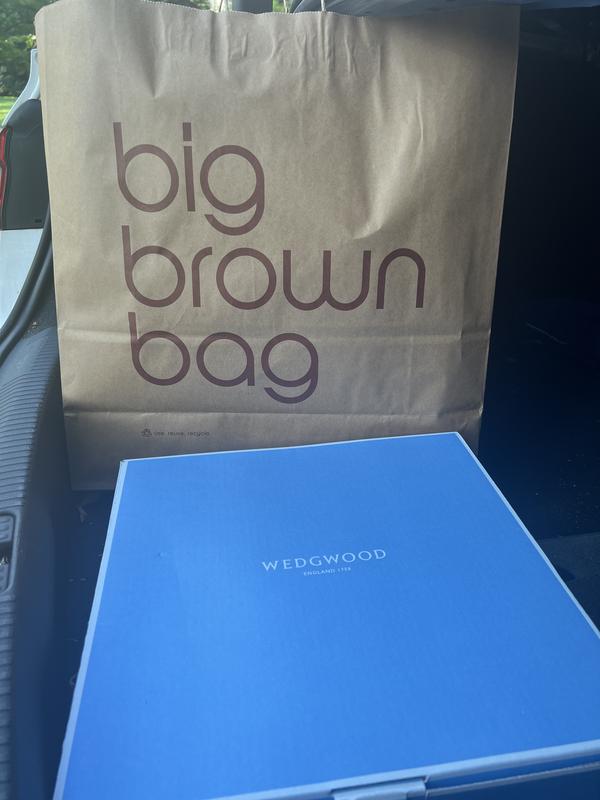 big
brown
bag
use. reuse. recycle.
WEDGWOOD
ENGLAND 1759